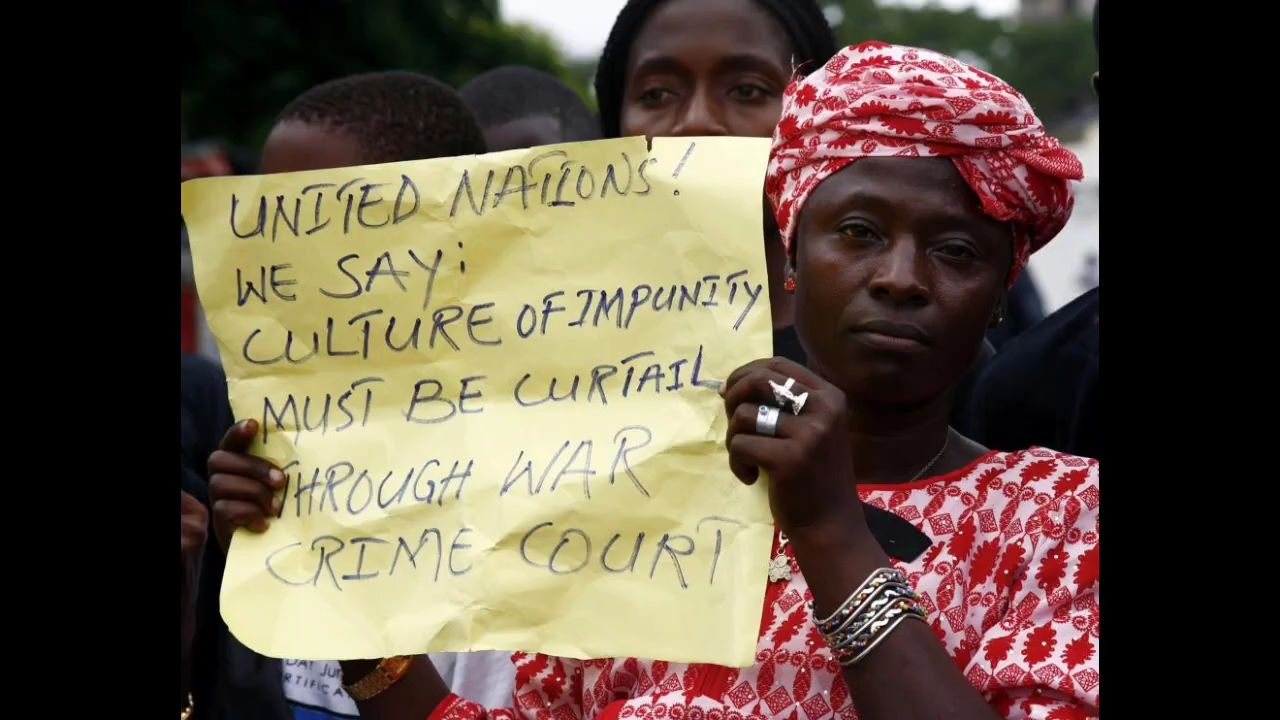 UNITED NATIONS!
WE SAY:
CULTURE OF IMPUNITY
MUST BE CURTAIL
THROUGH WAR
CRIME COURT